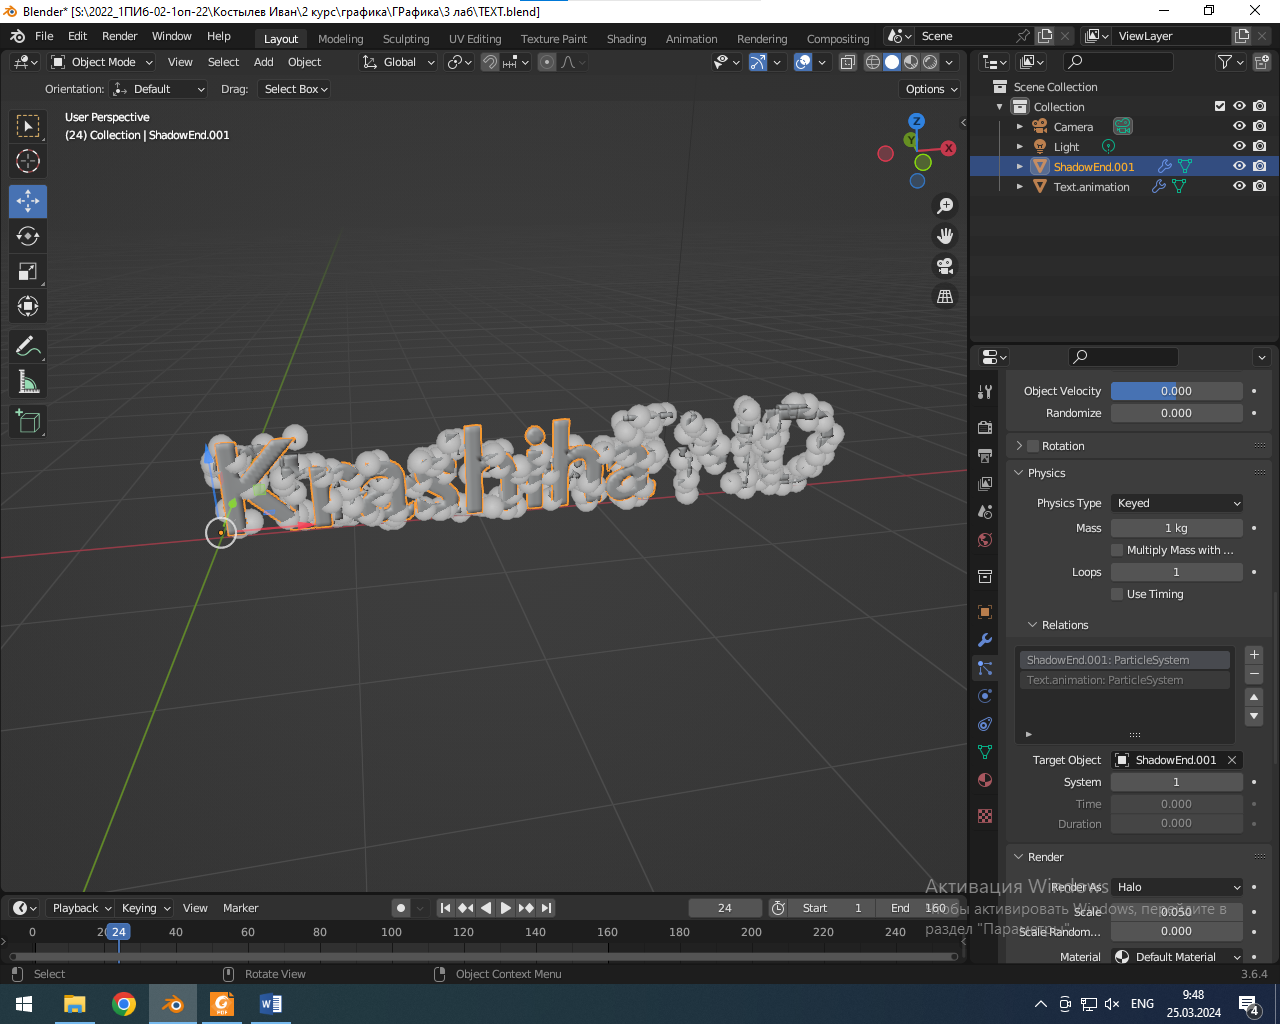 Blender* [S:\2022_1ПИб-02-1оп-22\Костылев Иван\2 курс\графика\ГРафика\3 лаб\TEXT.blend]
File Edit Render Window Help Layout Modeling Sculpting UV Editing Texture Paint Shading Animation Rendering Compositing Scene ViewLayer
Object Mode View Select Add Object Global
Orientation: Default Drag: Select Box Options
User Perspective
(24) Collection | ShadowEnd.001
Z
Y
X
Scene Collection
Collection
Camera
Light
ShadowEnd.001
Text.animation
Object Velocity 0.000
Randomize 0.000
Rotation
Physics
Physics Type Keyed
Mass 1 kg
Multiply Mass with ...
Loops 1
Use Timing
Relations
ShadowEnd.001: ParticleSystem
Text.animation: ParticleSystem
Target Object ShadowEnd.001
System 1
Time 0.000
Duration 0.000
Render
Render As Halo
Scale 0.050
Scale Random... 0.000
Material Default Material
Активация Windows
Чтобы активировать Windows, перейдите в
раздел "Параметры".
Playback Keying View Marker 24 Start 1 End 160
0 20 24 40 60 80 100 120 140 160 180 200 220 240
Select Rotate View Object Context Menu 3.6.4
ENG 9:48
25.03.2024
4